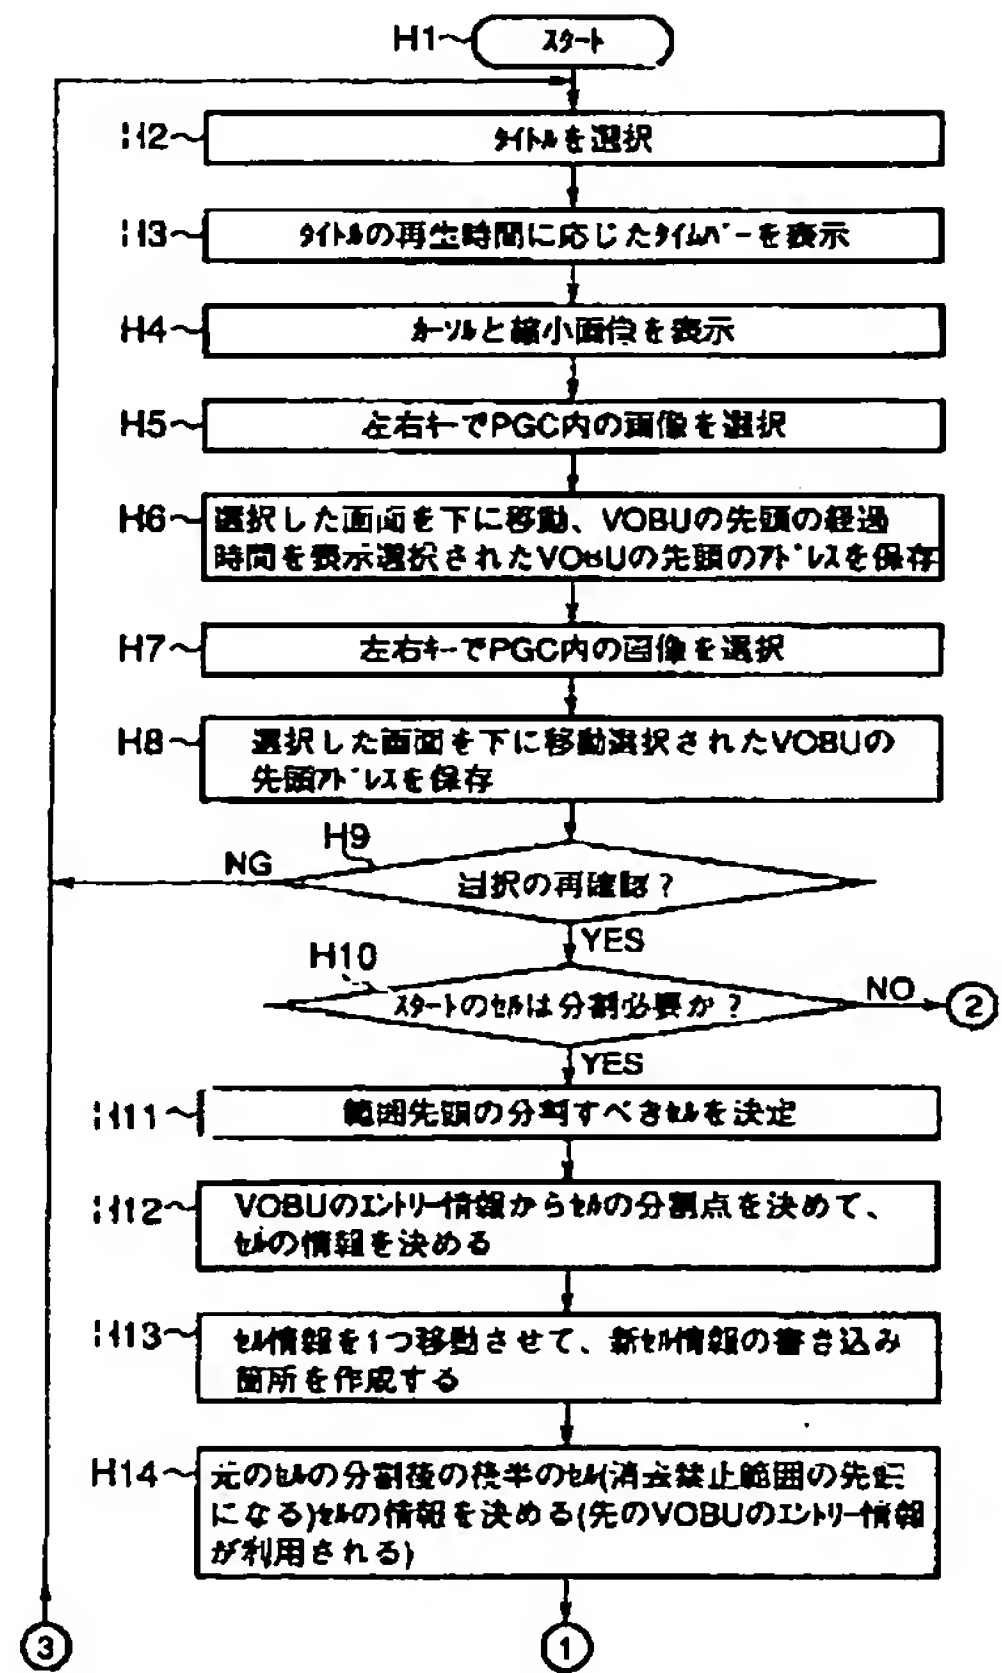 H1 スタート
H2 タイトルを選択
H3 タイトルの再生時間に応じたタイムバーを表示
H4 カーソルと縮小画像を表示
H5 左右キーでPGC内の画像を選択
H6 選択した画面を下に移動、VOBUの先頭の経過
時間を表示選択されたVOBUの先頭のアドレスを保存
H7 左右キーでPGC内の画像を選択
H8 選択した画面を下に移動選択されたVOBUの
先頭アドレスを保存
H9
NG
選択の再確認?
YES
H10
スタートのセルは分割必要か?
NO
2
YES
H11 範囲先頭の分割すべきセルを決定
H12 VOBUのエントリー情報からセルの分割点を決めて、
セルの情報を決める
H13 セル情報を1つ移動させて、新セル情報の書き込み
箇所を作成する
H14 元のセルの分割後の後半のセル(消去禁止範囲の先頭
になる)セルの情報を決める(先のVOBUのエントリー情報
が利用される)
3
1